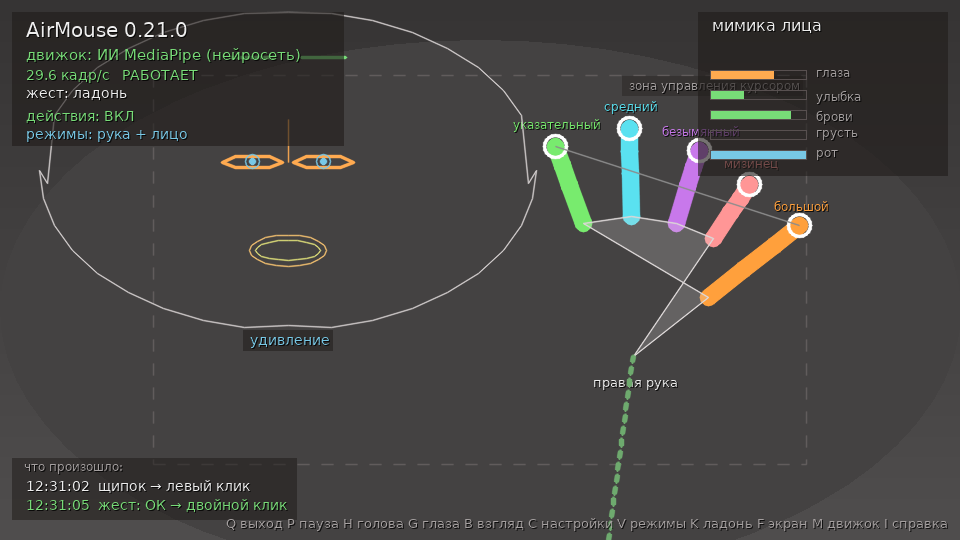 AirMouse 0.21.0
движок: ИИ MediaPipe (нейросеть)
29.6 кадр/с РАБОТАЕТ
жест: ладонь
действия: ВКЛ
режимы: рука + лицо
мимика лица
глаза
улыбка
брови
грусть
рот
зона управления курсором
средний
указательный
безымянный
мизинец
большой
удивление
правая рука
что произошло:
12:31:02 щипок → левый клик
12:31:05 жест: ОК → двойной клик
Q выход P пауза H голова G глаза B взгляд C настройки V режимы K ладонь F экран M движок I справка